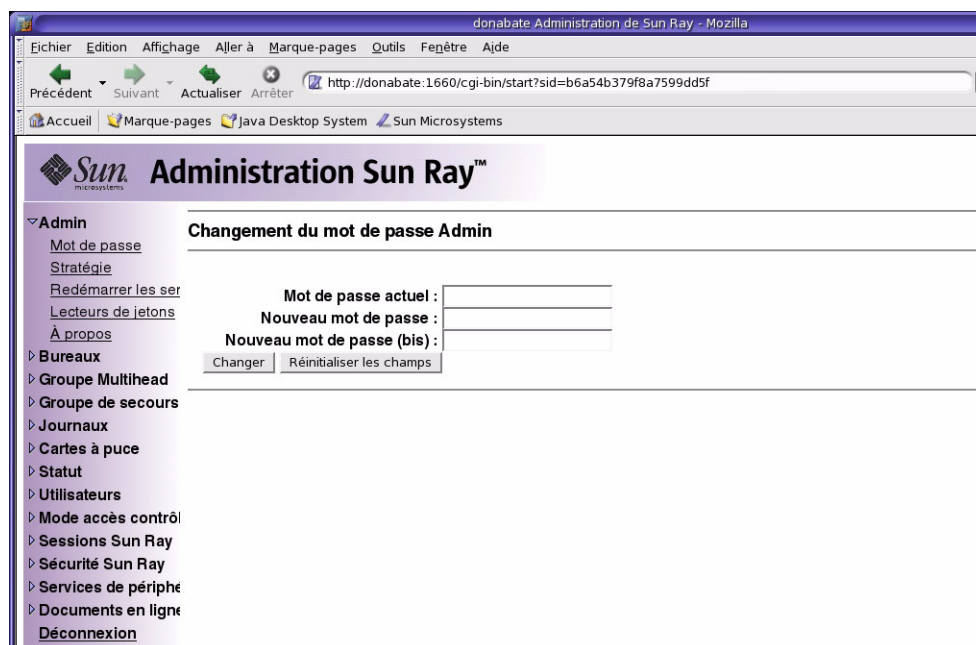 donabate Administration de Sun Ray - Mozilla
Fichier Edition Affichage Aller à Marque-pages Outils Fenêtre Aide
Précédent Suivant Actualiser Arrêter http://donabate:1660/cgi-bin/start?sid=b6a54b379f8a7599dd5f
Accueil Marque-pages Java Desktop System Sun Microsystems
Sun microsystems Administration Sun Ray™
Admin
Mot de passe
Stratégie
Redémarrer les ser
Lecteurs de jetons
À propos
Bureaux
Groupe Multihead
Groupe de secours
Journaux
Cartes à puce
Statut
Utilisateurs
Mode accès contrôl
Sessions Sun Ray
Sécurité Sun Ray
Services de périphé
Documents en ligne
Déconnexion
Changement du mot de passe Admin
Mot de passe actuel :
Nouveau mot de passe :
Nouveau mot de passe (bis) :
Changer Réinitialiser les champs